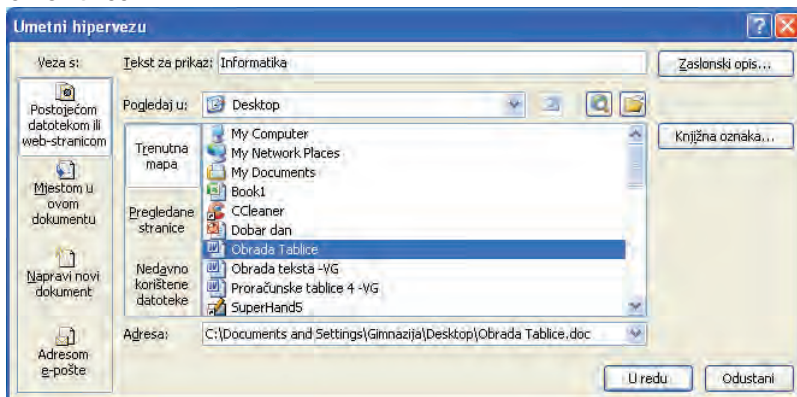 Umetni hipervezu
Veza s:
Tekst za prikaz: Informatika
Zaslonski opis...
Postojećom
datotekom ili
web-stranicom
Pogledaj u: Desktop
Knjižna oznaka...
Mjestom u
ovom
dokumentu
Napravi novi
dokument
Adresom
e-pošte
Trenutna
mapa
Pregledane
stranice
Nedavno
korištene
datoteke
My Computer
My Network Places
My Documents
Book1
CCleaner
Dobar dan
Obrada Tablice
Obrada teksta -VG
Proračunske tablice 4 -VG
SuperHand5
Adresa: C:\Documents and Settings\Gimnazija\Desktop\Obrada Tablice.doc
U redu
Odustani